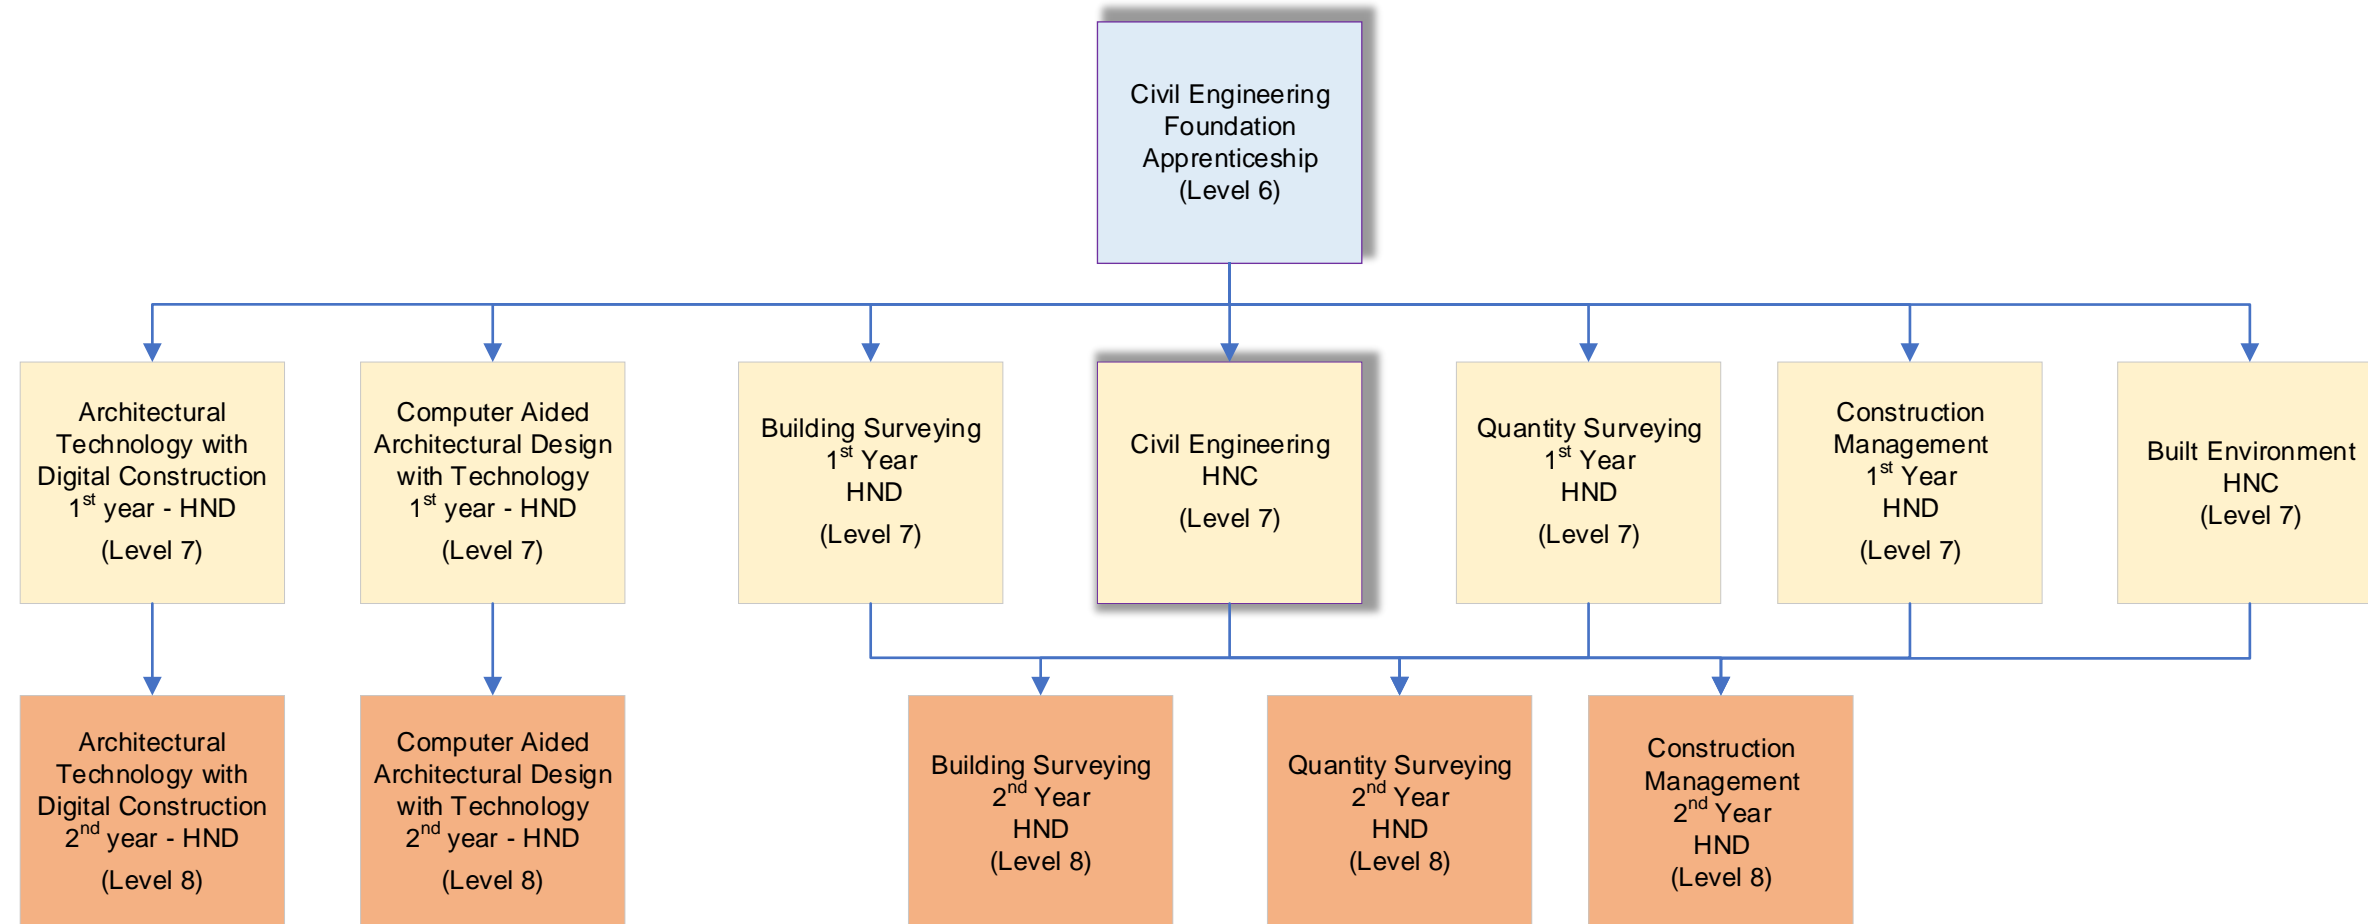 Civil Engineering
Foundation
Apprenticeship
(Level 6)
Architectural
Technology with
Digital Construction
1st year - HND
(Level 7)
Computer Aided
Architectural Design
with Technology
1st year - HND
(Level 7)
Building Surveying
1st Year
HND
(Level 7)
Civil Engineering
HNC
(Level 7)
Quantity Surveying
1st Year
HND
(Level 7)
Construction
Management
1st Year
HND
(Level 7)
Built Environment
HNC
(Level 7)
Architectural
Technology with
Digital Construction
2nd year - HND
(Level 8)
Computer Aided
Architectural Design
with Technology
2nd year - HND
(Level 8)
Building Surveying
2nd Year
HND
(Level 8)
Quantity Surveying
2nd Year
HND
(Level 8)
Construction
Management
2nd Year
HND
(Level 8)